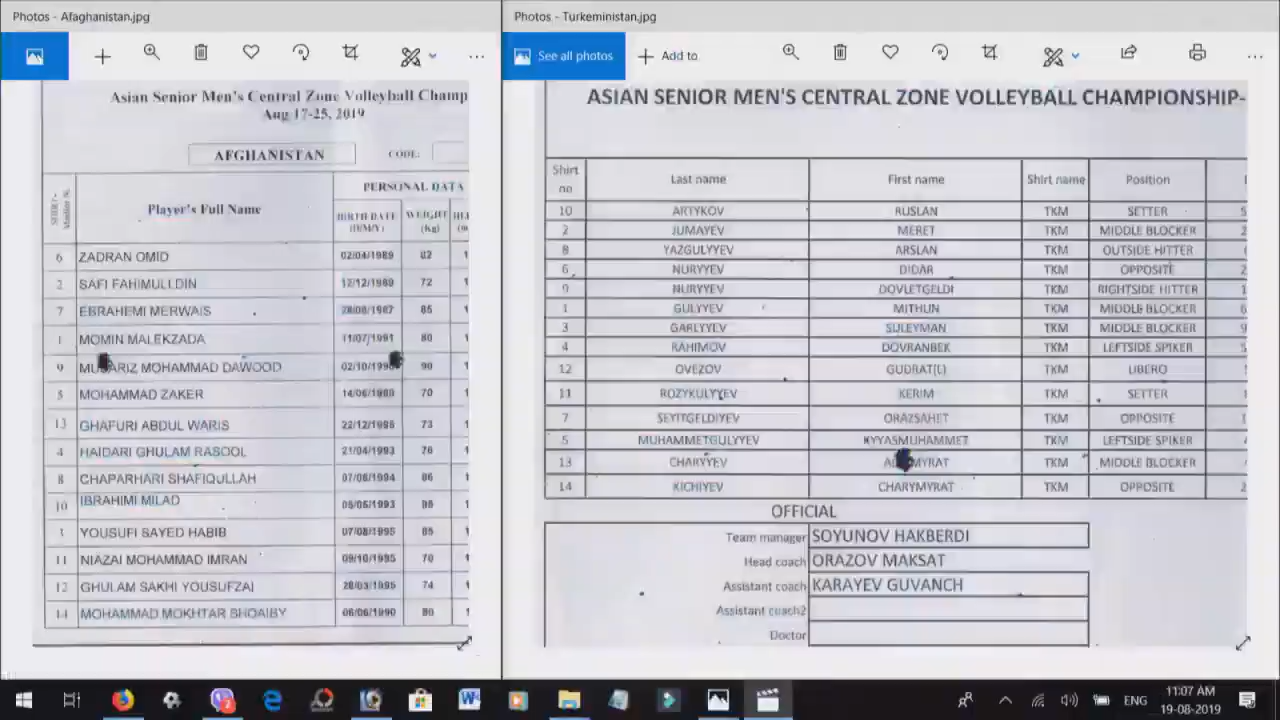 Photos - Afaghanistan.jpg
Asian Senior Men's Central Zone Volleyball Champ
Aug 17-25, 2019
AFGHANISTAN CODE:
PERSONAL DATA
Player's Full Name
BIRTH DATE (D/M/Y) WEIGHT (Kg)
6 ZADRAN OMID 02/04/1989 82
2 SAFI FAHIMULLDIN 12/12/1989 72
7 EBRAHEMI MERWAIS 28/08/1987 85
1 MOMIN MALEKZADA 11/07/1991 80
9 MOHAMMAD DAWOOD 90
5 MOHAMMAD ZAKER 70
13 GHAFURI ABDUL WARIS 73
4 HAIDARI GHULAM RASOOL 21/04/1993 76
8 CHAPARHARI SHAFIQULLAH 07/06/1994 86
10 IBRAHIMI MILAD 05/05/1993
YOUSUFI SAYED HABIB 07/08/1995 85
11 NIAZAI MOHAMMAD IMRAN 09/10/1995 70
12 GHULAM SAKHI YOUSUFZAI 28/03/1995 74
14 MOHAMMAD MOKHTAR SHOAIBY 06/06/1990
Photos - Turkeministan.jpg
See all photos Add to
ASIAN SENIOR MEN'S CENTRAL ZONE VOLLEYBALL CHAMPIONSHIP-
Shirt no Last name First name Shirt name Position
10 ARTYKOV RUSLAN TKM SETTER
2 JUMAYEV MERET TKM MIDDLE BLOCKER
8 YAZGULYYEV ARSLAN TKM OUTSIDE HITTER
6 NURYYEV DIDAR TKM OPPOSITE
9 NURYYEV DOVLETGELDI TKM RIGHTSIDE HITTER
1 GULYYEV MITHUN TKM MIDDLE BLOCKER
3 GARLYYEV SULEYMAN TKM MIDDLE BLOCKER
4 RAHIMOV DOVRANBEK TKM LEFTSIDE SPIKER
12 OVEZOV GUDRAT(L) TKM LIBERO
11 ROZYKULYYEV KERIM TKM SETTER
7 SEYITGELDIYEV ORAZSAHET TKM OPPOSITE
5 MUHAMMETGULYYEV KYYASMUHAMMET TKM LEFTSIDE SPIKER
13 CHARYYEV TKM MIDDLE BLOCKER
14 KICHIYEV CHARYMYRAT TKM OPPOSITE
OFFICIAL
Team manager SOYUNOV HAKBERDI
Head coach ORAZOV MAKSAT
Assistant coach KARAYEV GUVANCH
Assistant coach2
Doctor
ENG 11:07 AM
19-08-2019